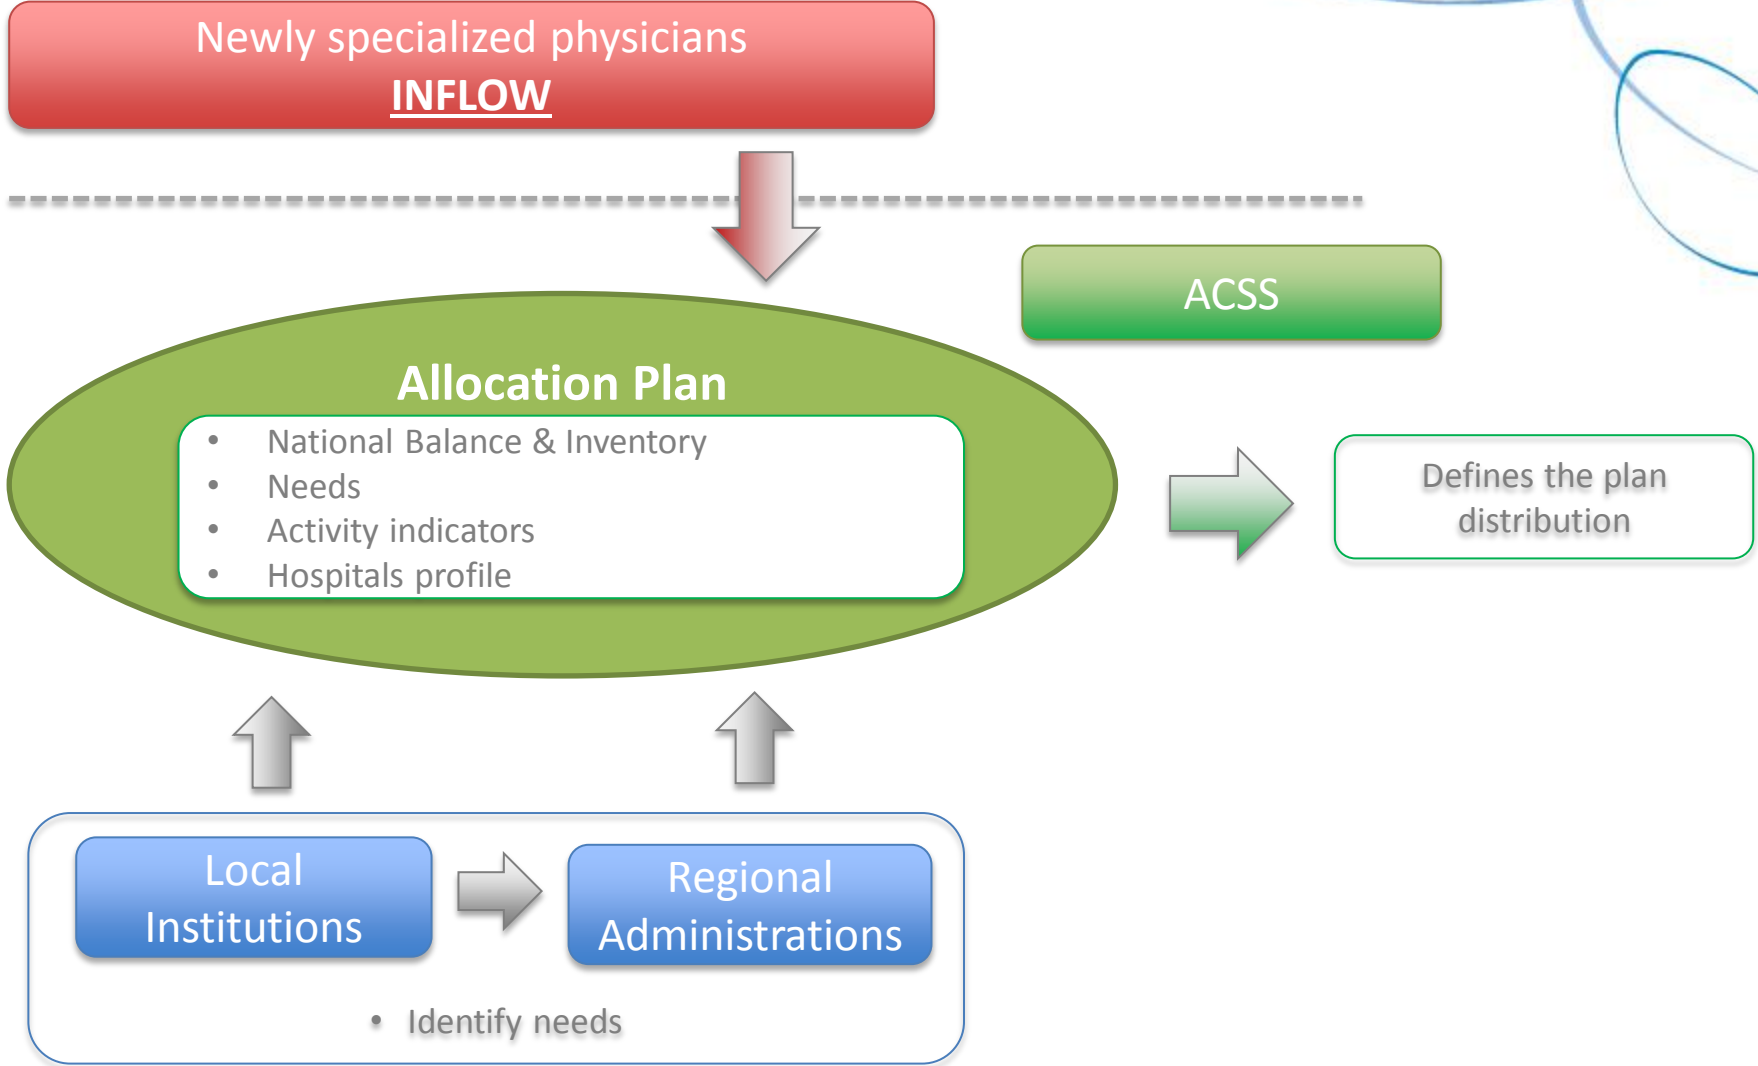 Newly specialized physicians
INFLOW
ACSS
Allocation Plan
• National Balance & Inventory
• Needs
• Activity indicators
• Hospitals profile
Defines the plan
distribution
Local
Institutions
Regional
Administrations
• Identify needs